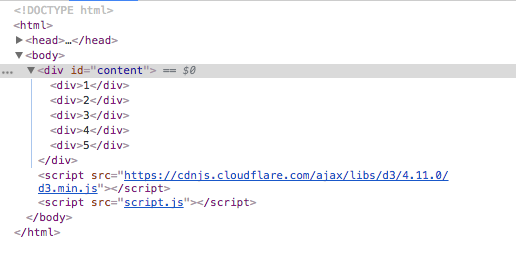 <!DOCTYPE html>
<html>
▶<head>…</head>
▼<body>
… ▼<div id="content"> == $0
<div>1</div>
<div>2</div>
<div>3</div>
<div>4</div>
<div>5</div>
</div>
<script src="https://cdnjs.cloudflare.com/ajax/libs/d3/4.11.0/
d3.min.js"></script>
<script src="script.js"></script>
</body>
</html>